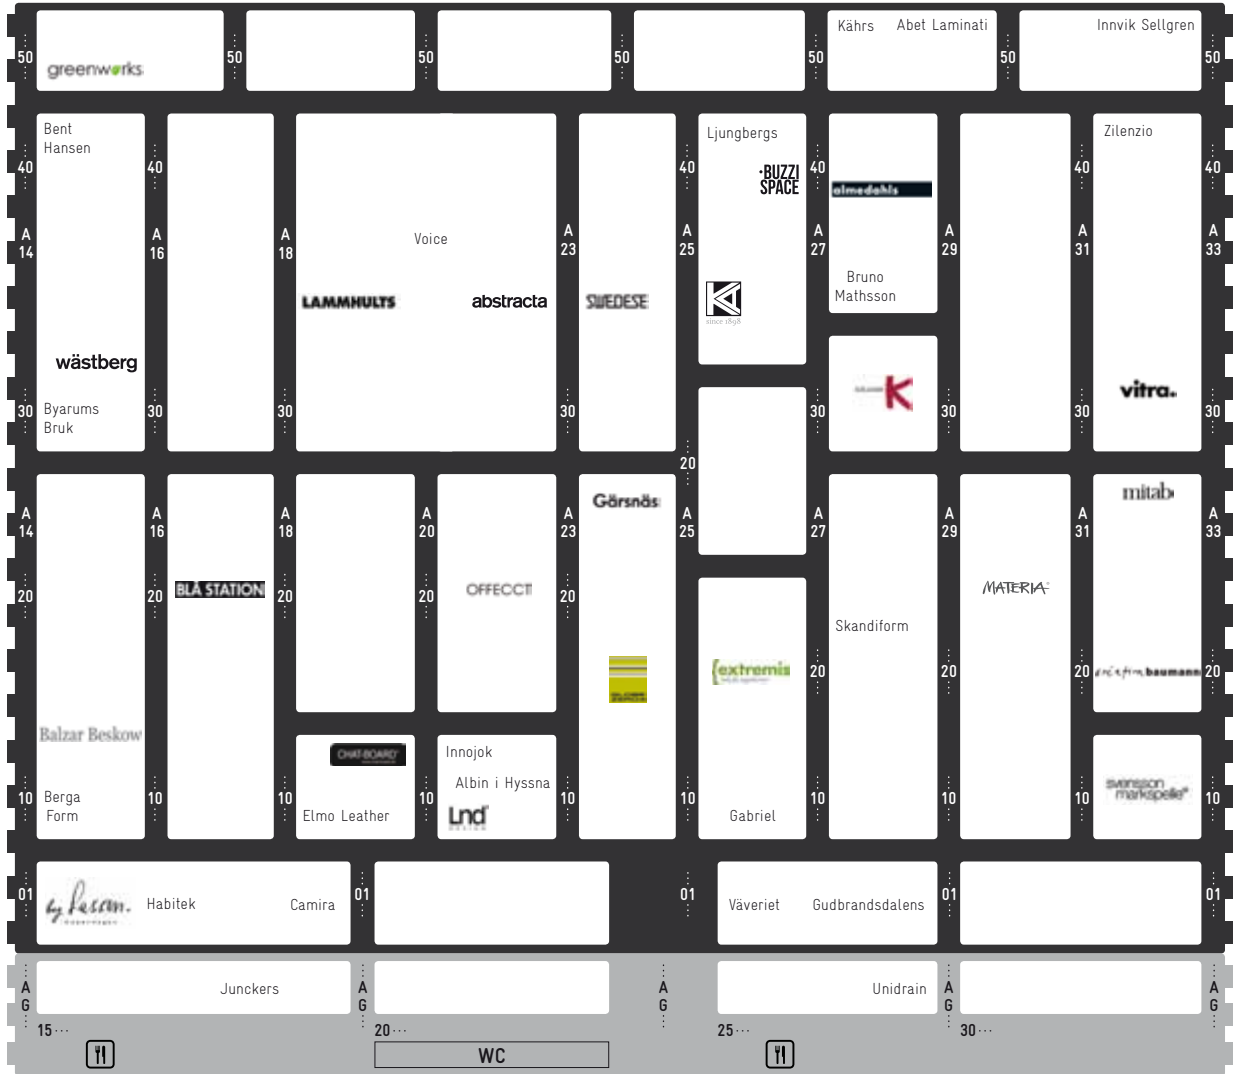 Kährs Abet Laminati Innvik Sellgren
50 50 50 50 50 50 50
greenworks
Bent
Hansen
Ljungbergs
Zilenzio
40 40 40 40 40 40
BUZZI
SPACE
almedahls
A A A A A A A A A
14 16 18 23 25 27 29 31 33
Voice
Bruno
Mathsson
LAMMHULTS abstracta SWEDESE
since 1898
wästberg
K
vitra.
30 30 30 30 30 30 30 30
Byarums
Bruk
20
mitab
Gärsnäs
A A A A A A A A A A
14 16 18 20 23 25 27 29 31 33
BLÅ STATION OFFECCT MATERIA
20 20 20 20 20
Skandiform
extremis
20 20 20 20
baumann
Balzar Beskow
CHAT-BOARD
Innojok
Albin i Hyssna
svensson
markspelle
10 10 10 10 10 10 10 10 10 10
Berga
Form
Elmo Leather
Lnd
DESIGN
Gabriel
01 01 01 01 01
by Lassen.
Habitek Camira Väveriet Gudbrandsdalens
A A A A A
G G G G G
Junckers Unidrain
15 20 25 30
WC